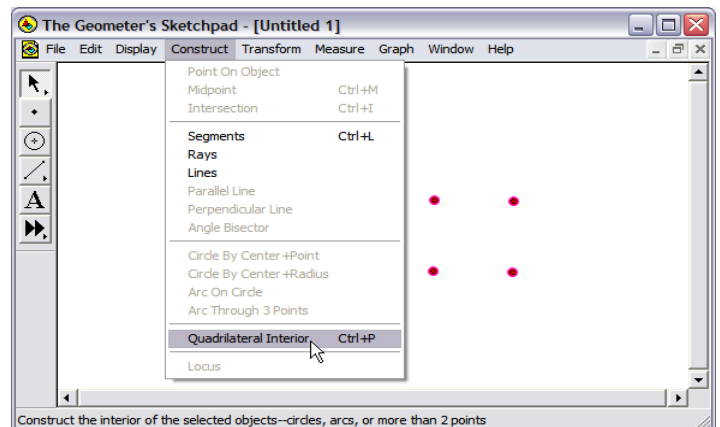 The Geometer's Sketchpad - [Untitled 1]
File Edit Display Construct Transform Measure Graph Window Help
Point On Object
Midpoint Ctrl+M
Intersection Ctrl+I
Segments Ctrl+L
Rays
Lines
Parallel Line
Perpendicular Line
Angle Bisector
Circle By Center+Point
Circle By Center+Radius
Arc On Circle
Arc Through 3 Points
Quadrilateral Interior Ctrl+P
Locus
A
Construct the interior of the selected objects--circles, arcs, or more than 2 points